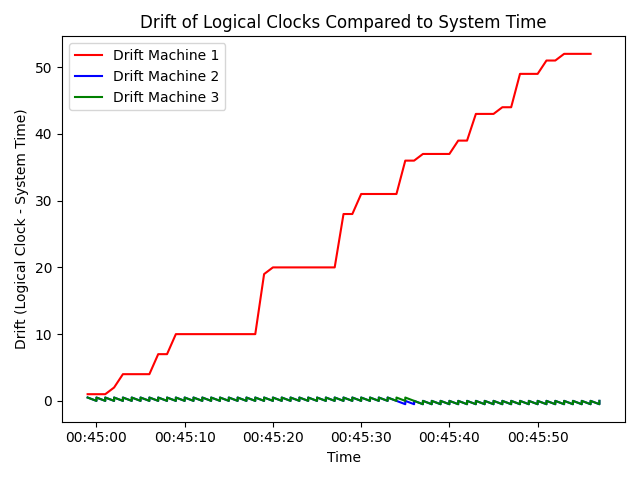 Drift of Logical Clocks Compared to System Time
Drift Machine 1
Drift Machine 2
Drift Machine 3
Drift (Logical Clock - System Time)
50
40
30
20
10
0
00:45:00 00:45:10 00:45:20 00:45:30 00:45:40 00:45:50
Time